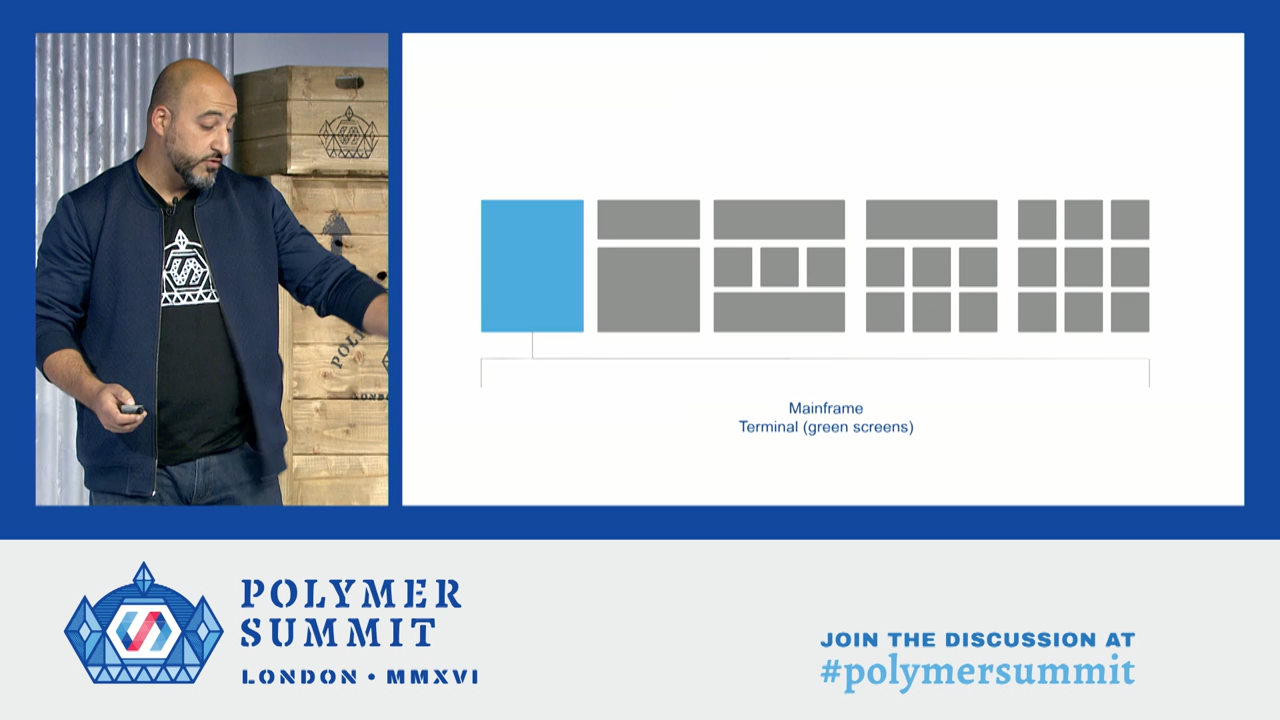 Mainframe
Terminal (green screens)
POLYMER
SUMMIT
LONDON • MMXVI
JOIN THE DISCUSSION AT
#polymersummit